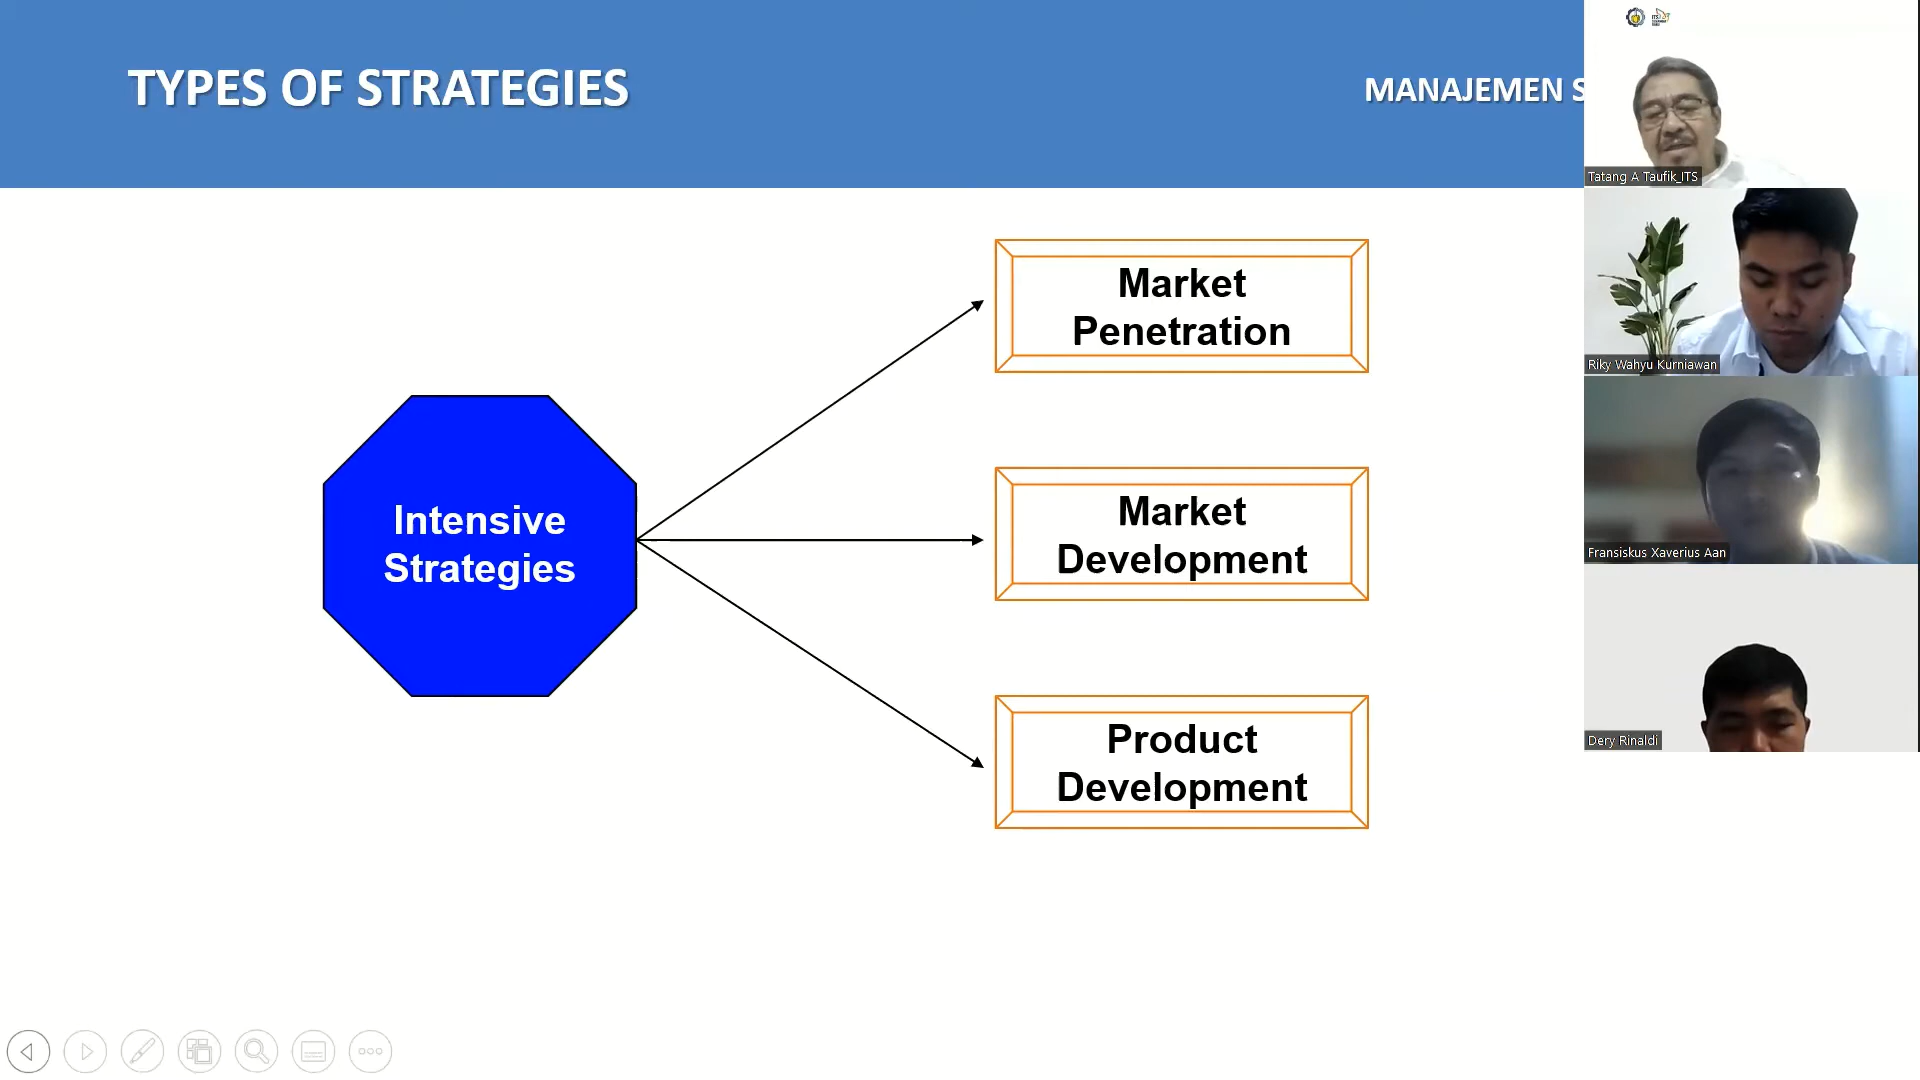 TYPES OF STRATEGIES
MANAJEMEN S
Market
Penetration
Intensive
Strategies
Market
Development
Product
Development
Tatang A Taufik_ITS
Riky Wahyu Kurniawan
Fransiskus Xaverius Aan
Dery Rinaldi